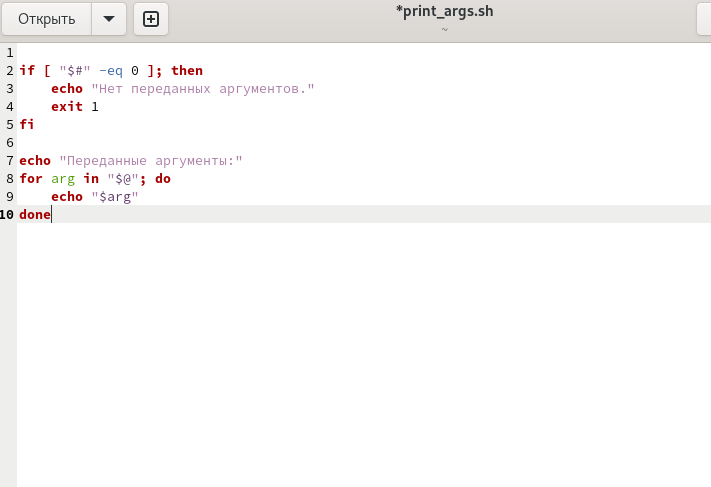 Открыть
*print_args.sh
~
1
2 if [ "$#" -eq 0 ]; then
3     echo "Нет переданных аргументов."
4     exit 1
5 fi
6
7 echo "Переданные аргументы:"
8 for arg in "$@"; do
9     echo "$arg"
10 done